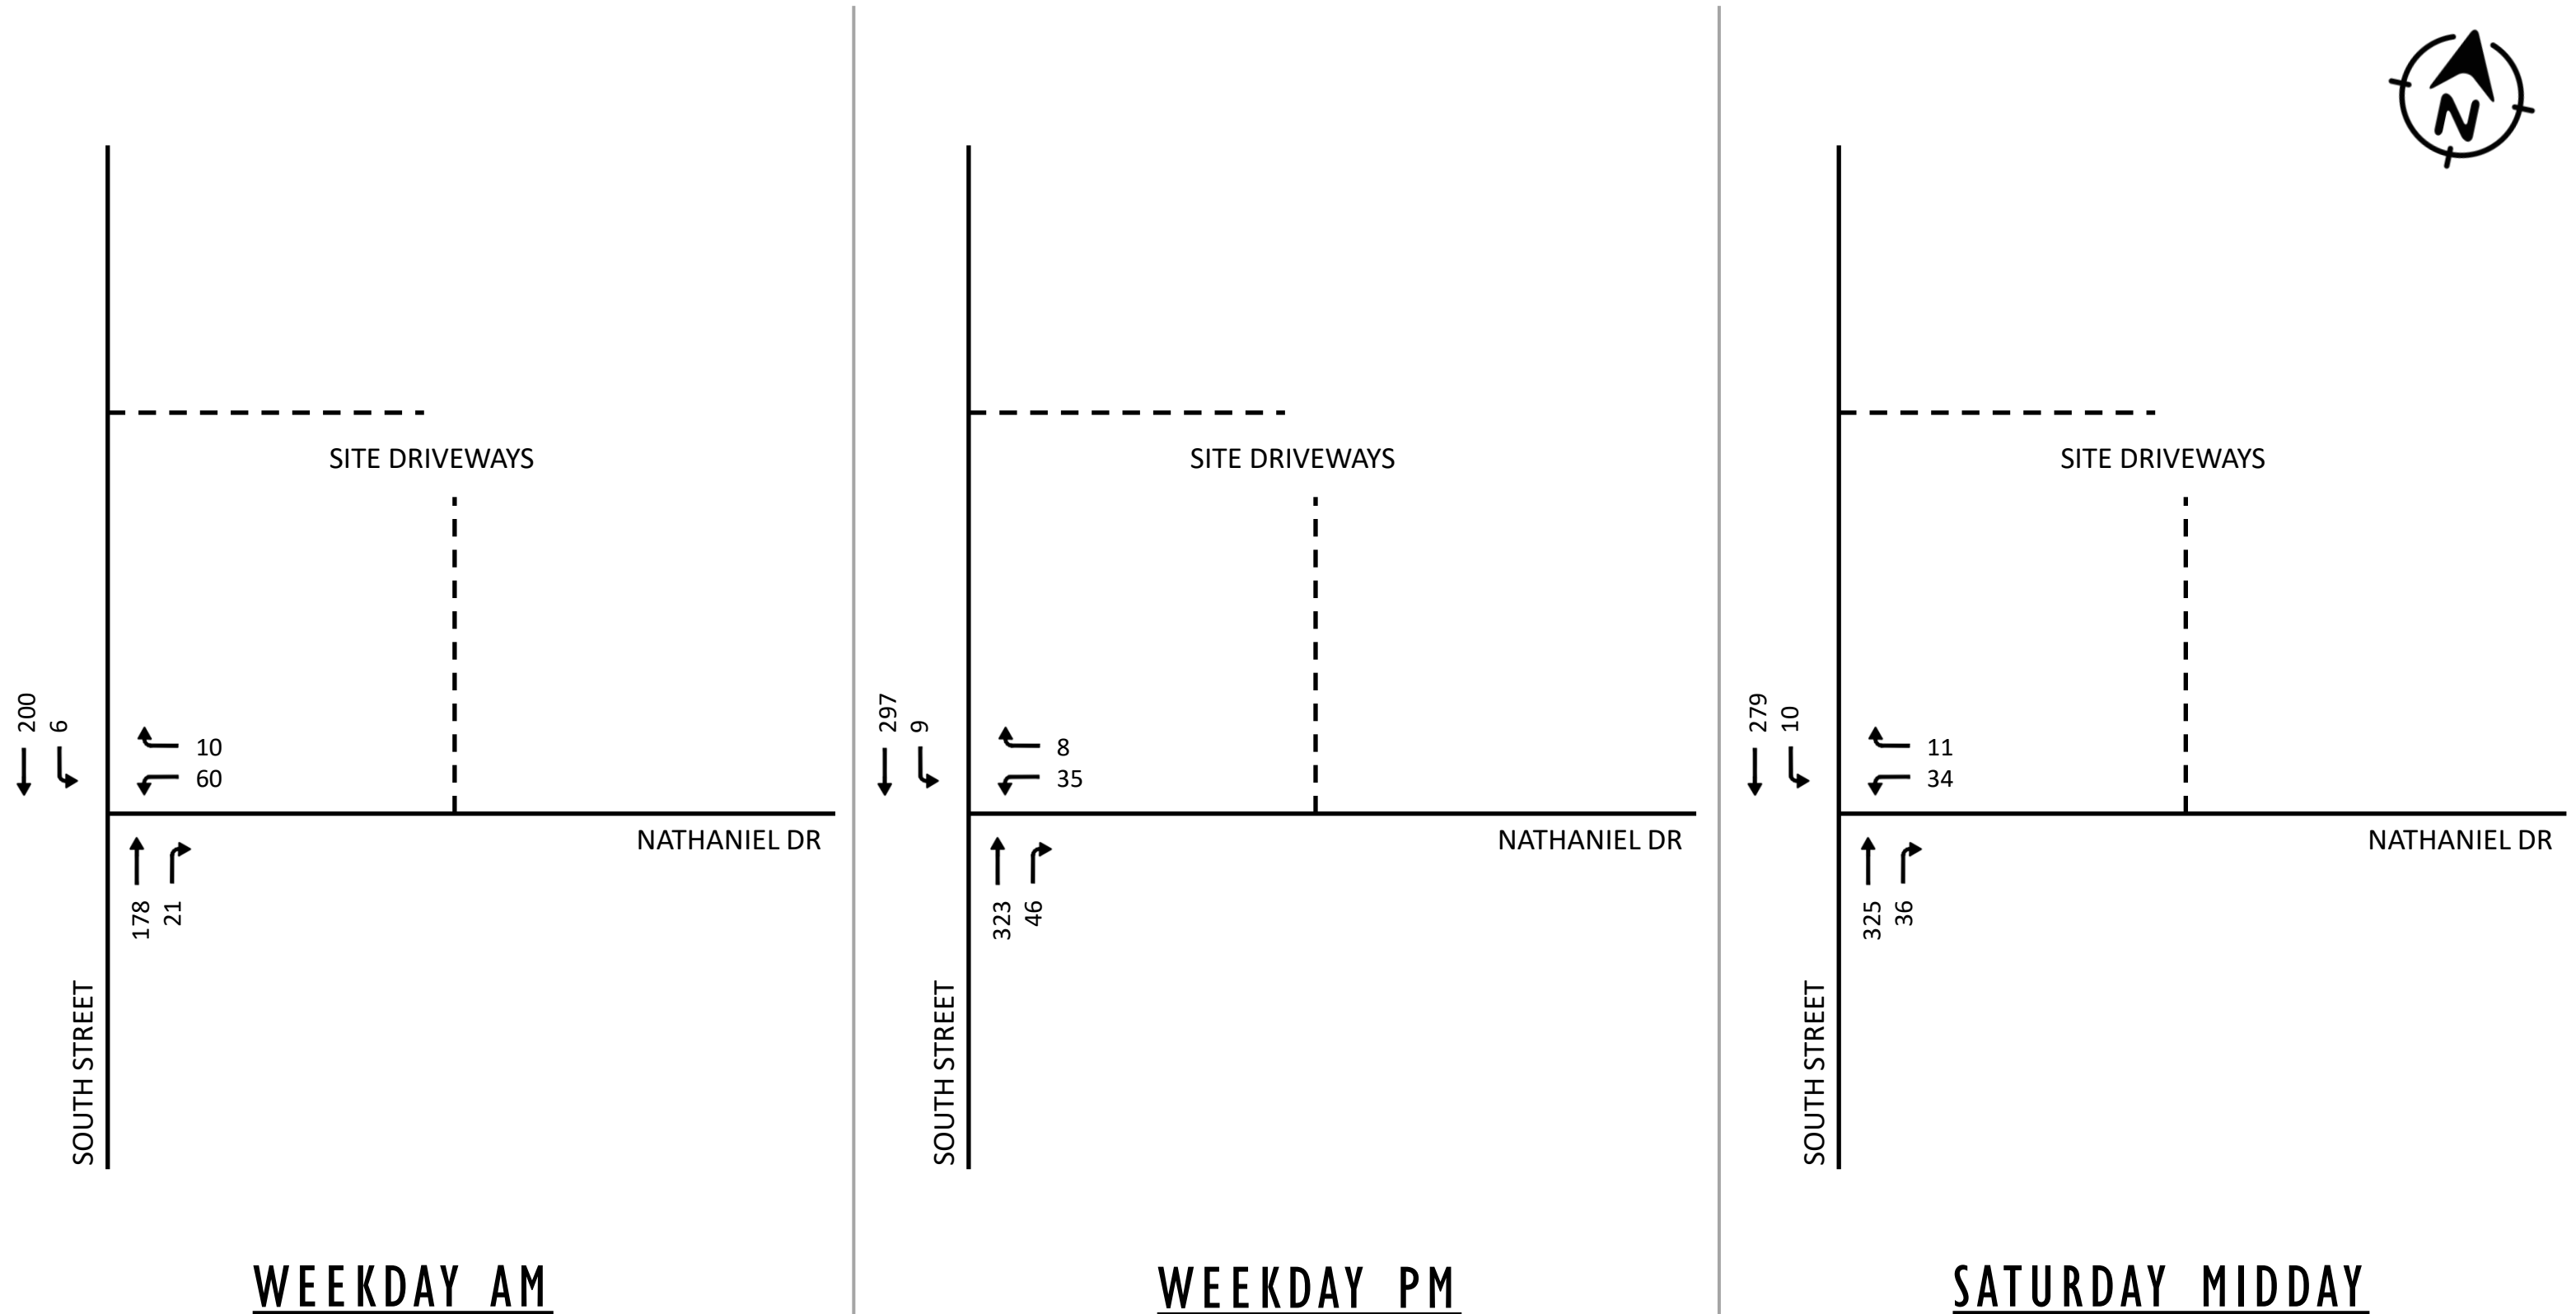 N
SITE DRIVEWAYS
200
6
10
60
NATHANIEL DR
178
21
SOUTH STREET
WEEKDAY AM
SITE DRIVEWAYS
297
9
8
35
NATHANIEL DR
323
46
SOUTH STREET
WEEKDAY PM
SITE DRIVEWAYS
279
10
11
34
NATHANIEL DR
325
36
SOUTH STREET
SATURDAY MIDDAY